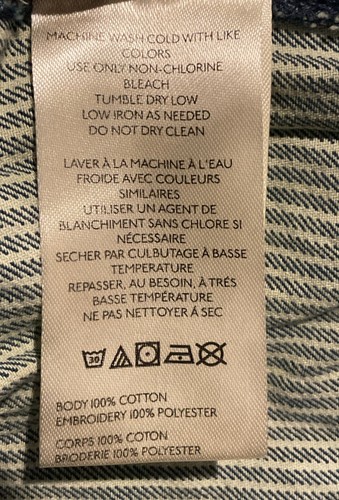 MACHINE WASH COLD WITH LIKE
COLORS
USE ONLY NON-CHLORINE
BLEACH
TUMBLE DRY LOW
LOW IRON AS NEEDED
DO NOT DRY CLEAN
LAVER À LA MACHINE À L'EAU
FROIDE AVEC COULEURS
SIMILAIRES
UTILISER UN AGENT DE
BLANCHIMENT SANS CHLORE SI
NÉCESSAIRE
SECHER PAR CULBUTAGE À BASSE
TEMPERATURE
REPASSER, AU BESOIN, À TRÉS
BASSE TEMPÉRATURE
NE PAS NETTOYER Á SEC
30
BODY 100% COTTON
EMBROIDERY 100% POLYESTER
CORPS 100% COTON
BRODERIE 100% POLYESTER